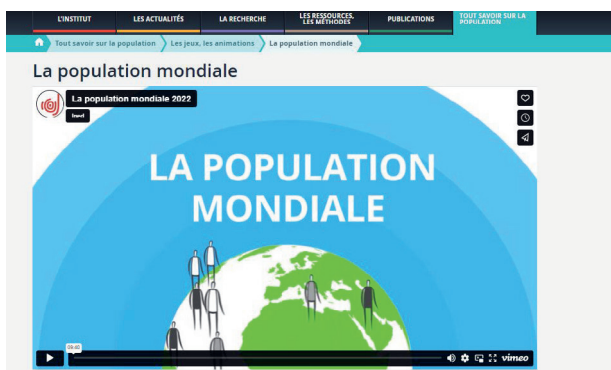 L'INSTITUT
LES ACTUALITÉS
LA RECHERCHE
LES RESSOURCES,
LES MÉTHODES
PUBLICATIONS
TOUT SAVOIR SUR LA
POPULATION
Tout savoir sur la population
Les jeux, les animations
La population mondiale
La population mondiale
La population mondiale 2022
Ined
LA POPULATION
MONDIALE
vimeo